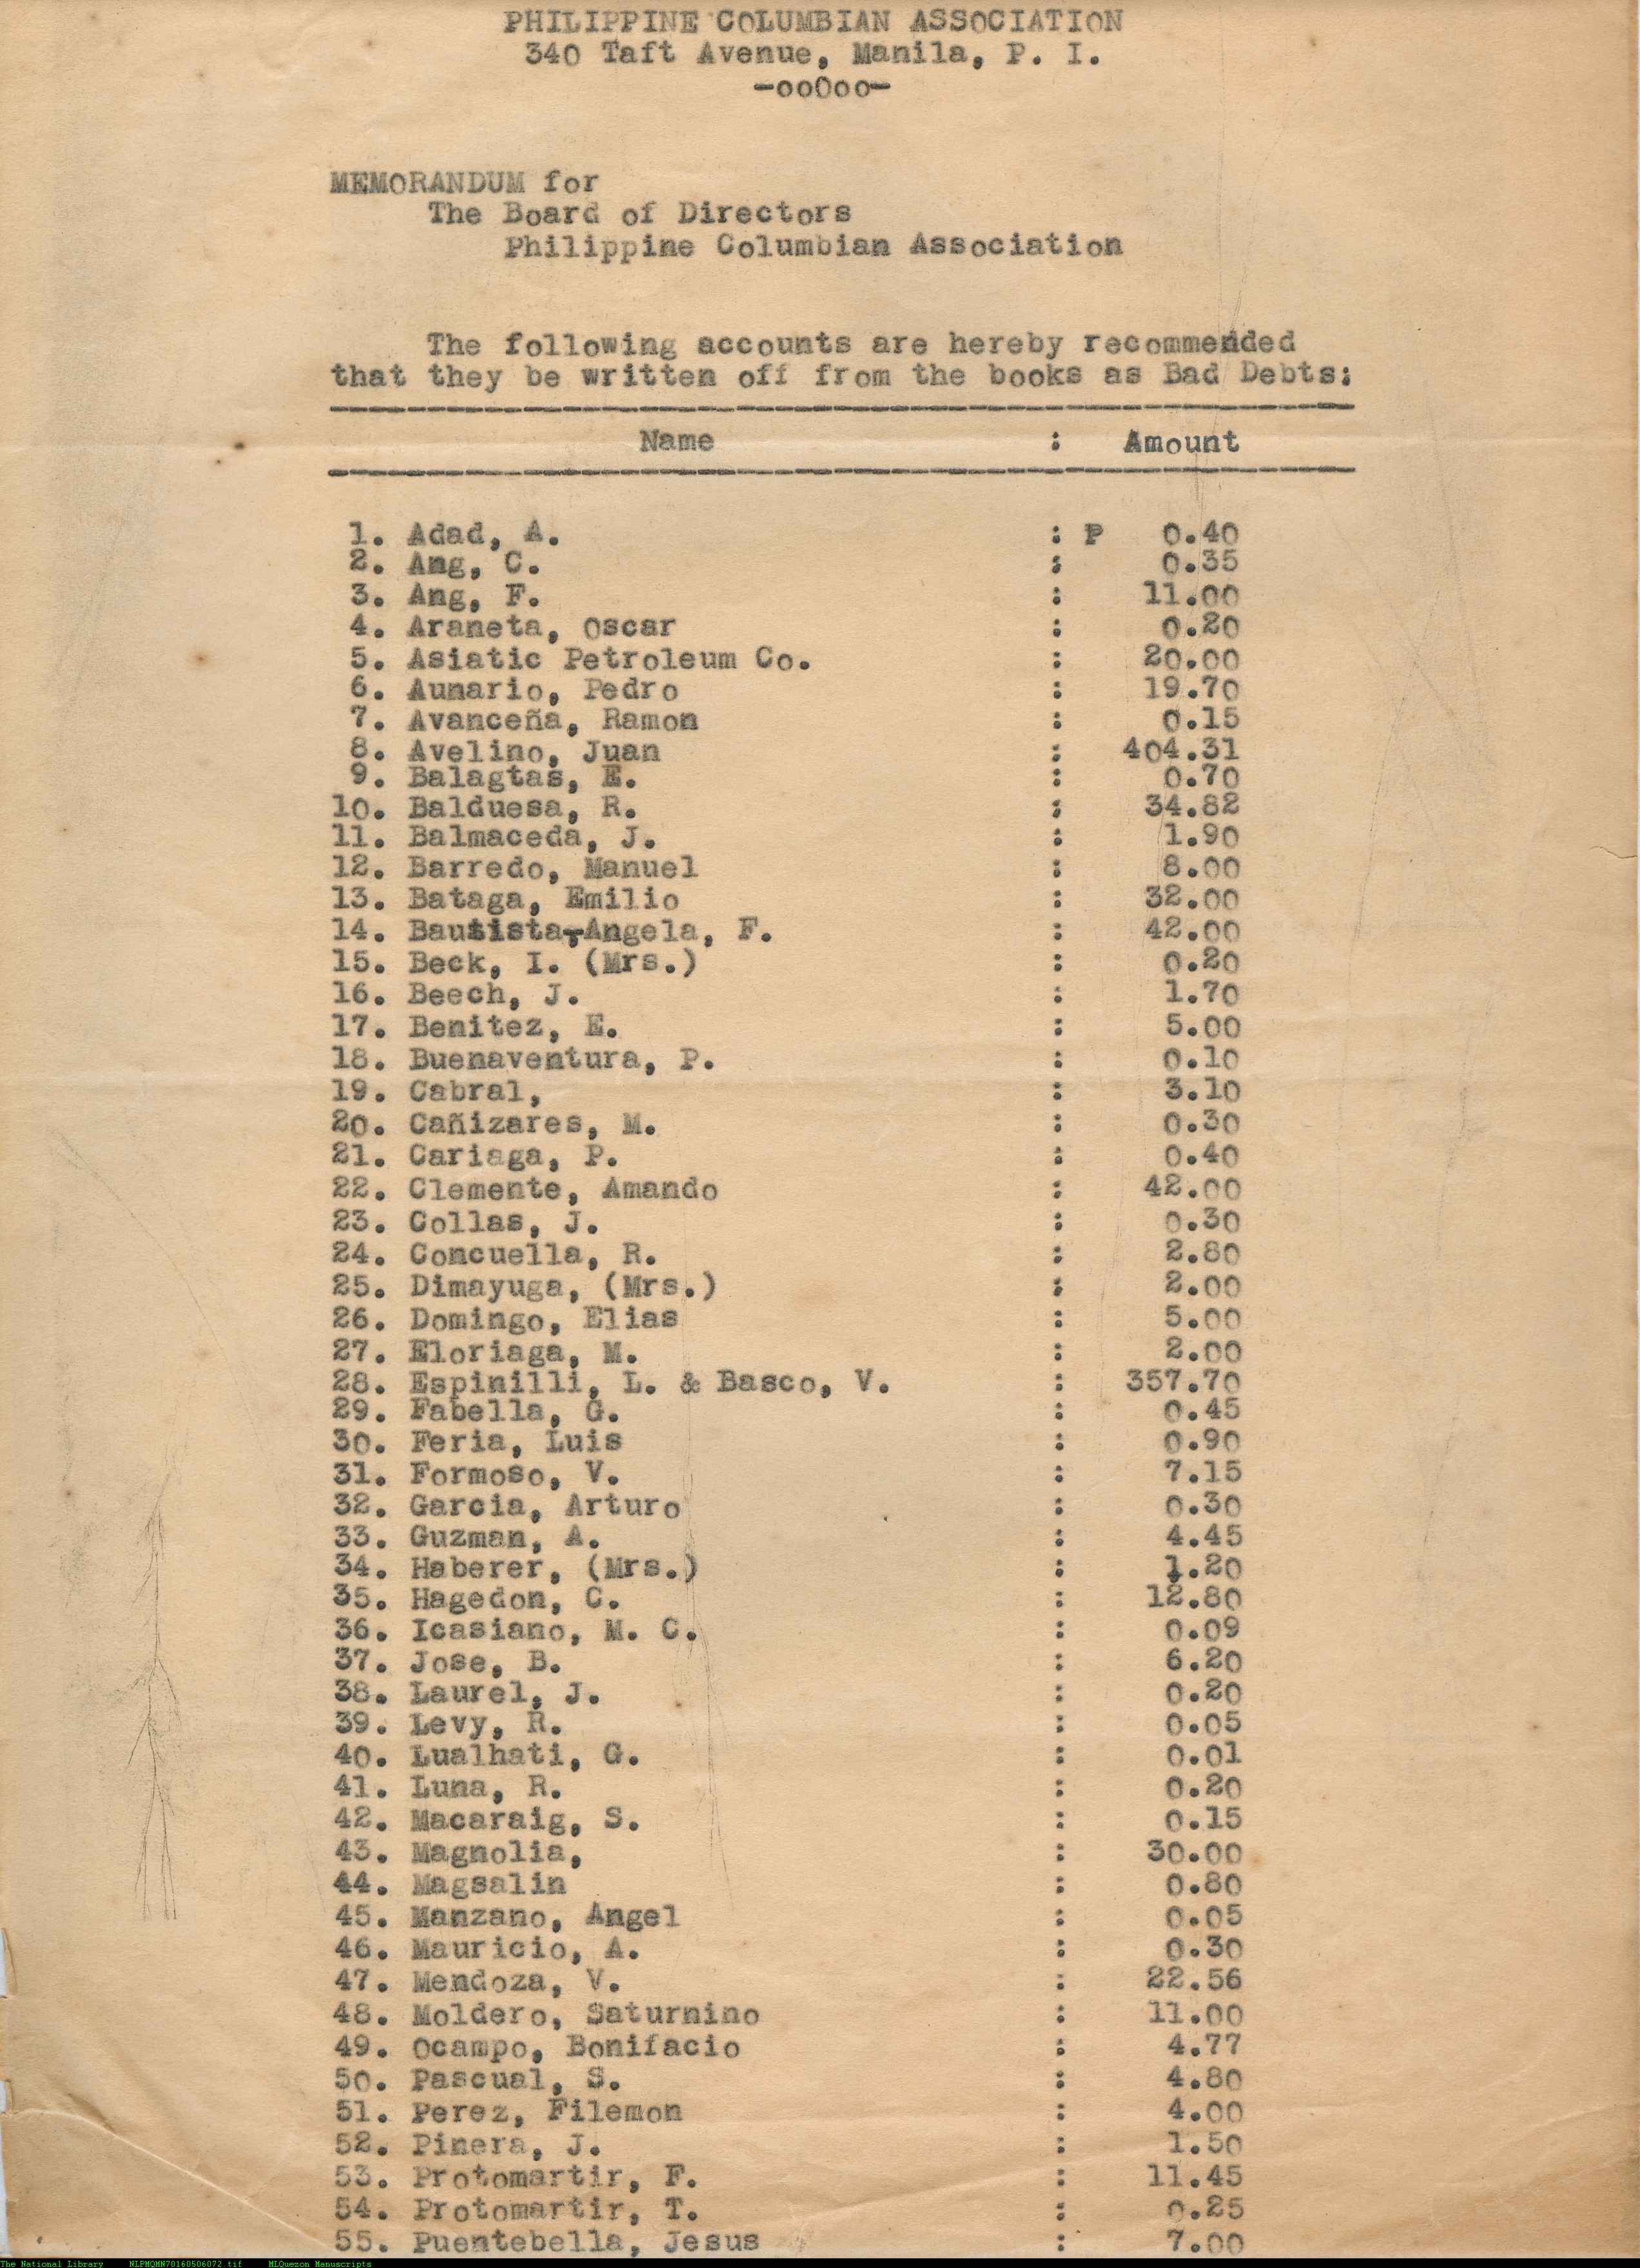 PHILIPPINE COLUMBIAN ASSOCIATION
340 Taft Avenue, Manila, P. I.
-ooOoo-
MEMORANDUM for
The Board of Directors
Philippine Columbian Association
The following accounts are hereby recommended
that they be written off from the books as Bad Debts:
Name : Amount
1. Adad, A. : ₱ 0.40
2. Ang, C. : 0.35
3. Ang, F. : 11.00
4. Araneta, Oscar : 0.20
5. Asiatic Petroleum Co. : 20.00
6. Aunario, Pedro : 19.70
7. Avanceña, Ramon : 0.15
8. Avelino, Juan : 404.31
9. Balagtas, E. : 0.70
10. Balduesa, R. : 34.82
11. Balmaceda, J. : 1.90
12. Barredo, Manuel : 8.00
13. Bataga, Emilio : 32.00
14. Bautista-Angela, F. : 42.00
15. Beck, I. (Mrs.) : 0.20
16. Beech, J. : 1.70
17. Benitez, E. : 5.00
18. Buenaventura, P. : 0.10
19. Cabral, : 3.10
20. Cañizares, M. : 0.30
21. Cariaga, P. : 0.40
22. Clemente, Amando : 42.00
23. Collas, J. : 0.30
24. Concuella, R. : 2.80
25. Dimayuga, (Mrs.) : 2.00
26. Domingo, Elias : 5.00
27. Eloriaga, M. : 2.00
28. Espinilli, L. & Basco, V. : 357.70
29. Fabella, G. : 0.45
30. Feria, Luis : 0.90
31. Formoso, V. : 7.15
32. Garcia, Arturo : 0.30
33. Guzman, A. : 4.45
34. Haberer, (Mrs.) : 1.20
35. Hagedon, C. : 12.80
36. Icasiano, M. C. : 0.09
37. Jose, B. : 6.20
38. Laurel, J. : 0.20
39. Levy, R. : 0.05
40. Lualhati, G. : 0.01
41. Luna, R. : 0.20
42. Macaraig, S. : 0.15
43. Magnolia, : 30.00
44. Magsalin : 0.80
45. Manzano, Angel : 0.05
46. Mauricio, A. : 0.30
47. Mendoza, V. : 22.56
48. Moldero, Saturnino : 11.00
49. Ocampo, Bonifacio : 4.77
50. Pascual, S. : 4.80
51. Perez, Filemon : 4.00
52. Pinera, J. : 1.50
53. Protomartir, F. : 11.45
54. Protomartir, T. : 0.25
55. Puentebella, Jesus : 7.00
The National Library NLPMQMN70160506072.tif MLQuezon Manuscripts